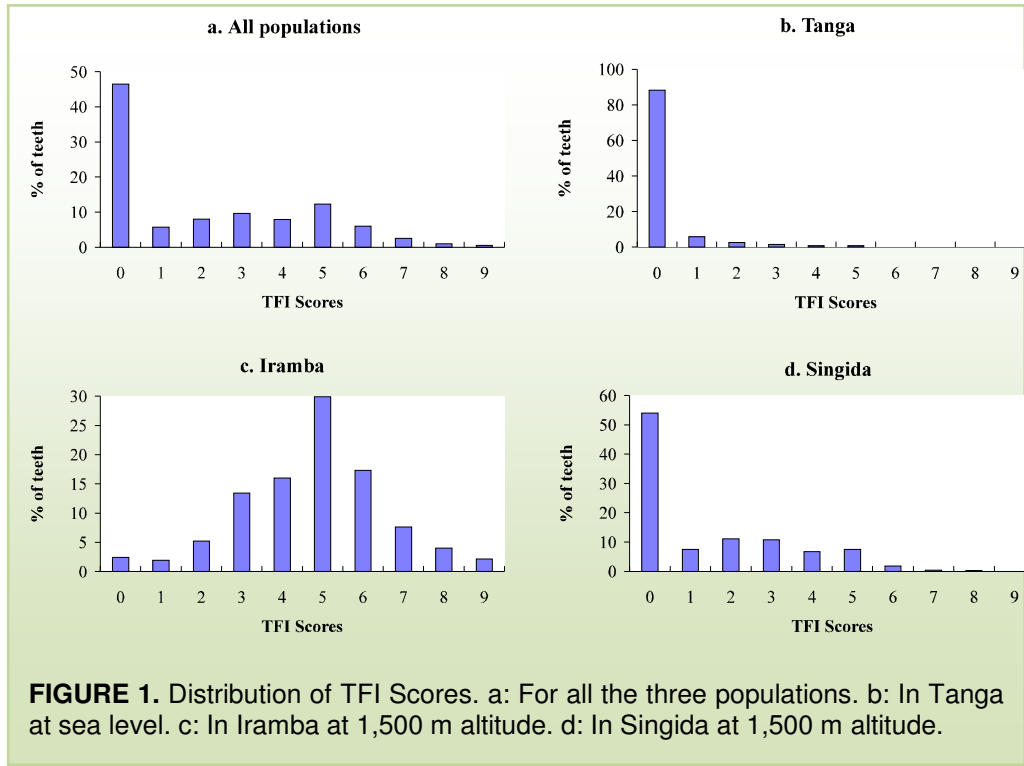 a. All populations
50
40
30
20
10
0
% of teeth
0 1 2 3 4 5 6 7 8 9
TFI Scores
b. Tanga
100
80
60
40
20
0
% of teeth
0 1 2 3 4 5 6 7 8 9
TFI Scores
c. Iramba
30
25
20
15
10
5
0
% of teeth
0 1 2 3 4 5 6 7 8 9
TFI Scores
d. Singida
60
50
40
30
20
10
0
% of teeth
0 1 2 3 4 5 6 7 8 9
TFI Scores
FIGURE 1. Distribution of TFI Scores. a: For all the three populations. b: In Tanga
at sea level. c: In Iramba at 1,500 m altitude. d: In Singida at 1,500 m altitude.